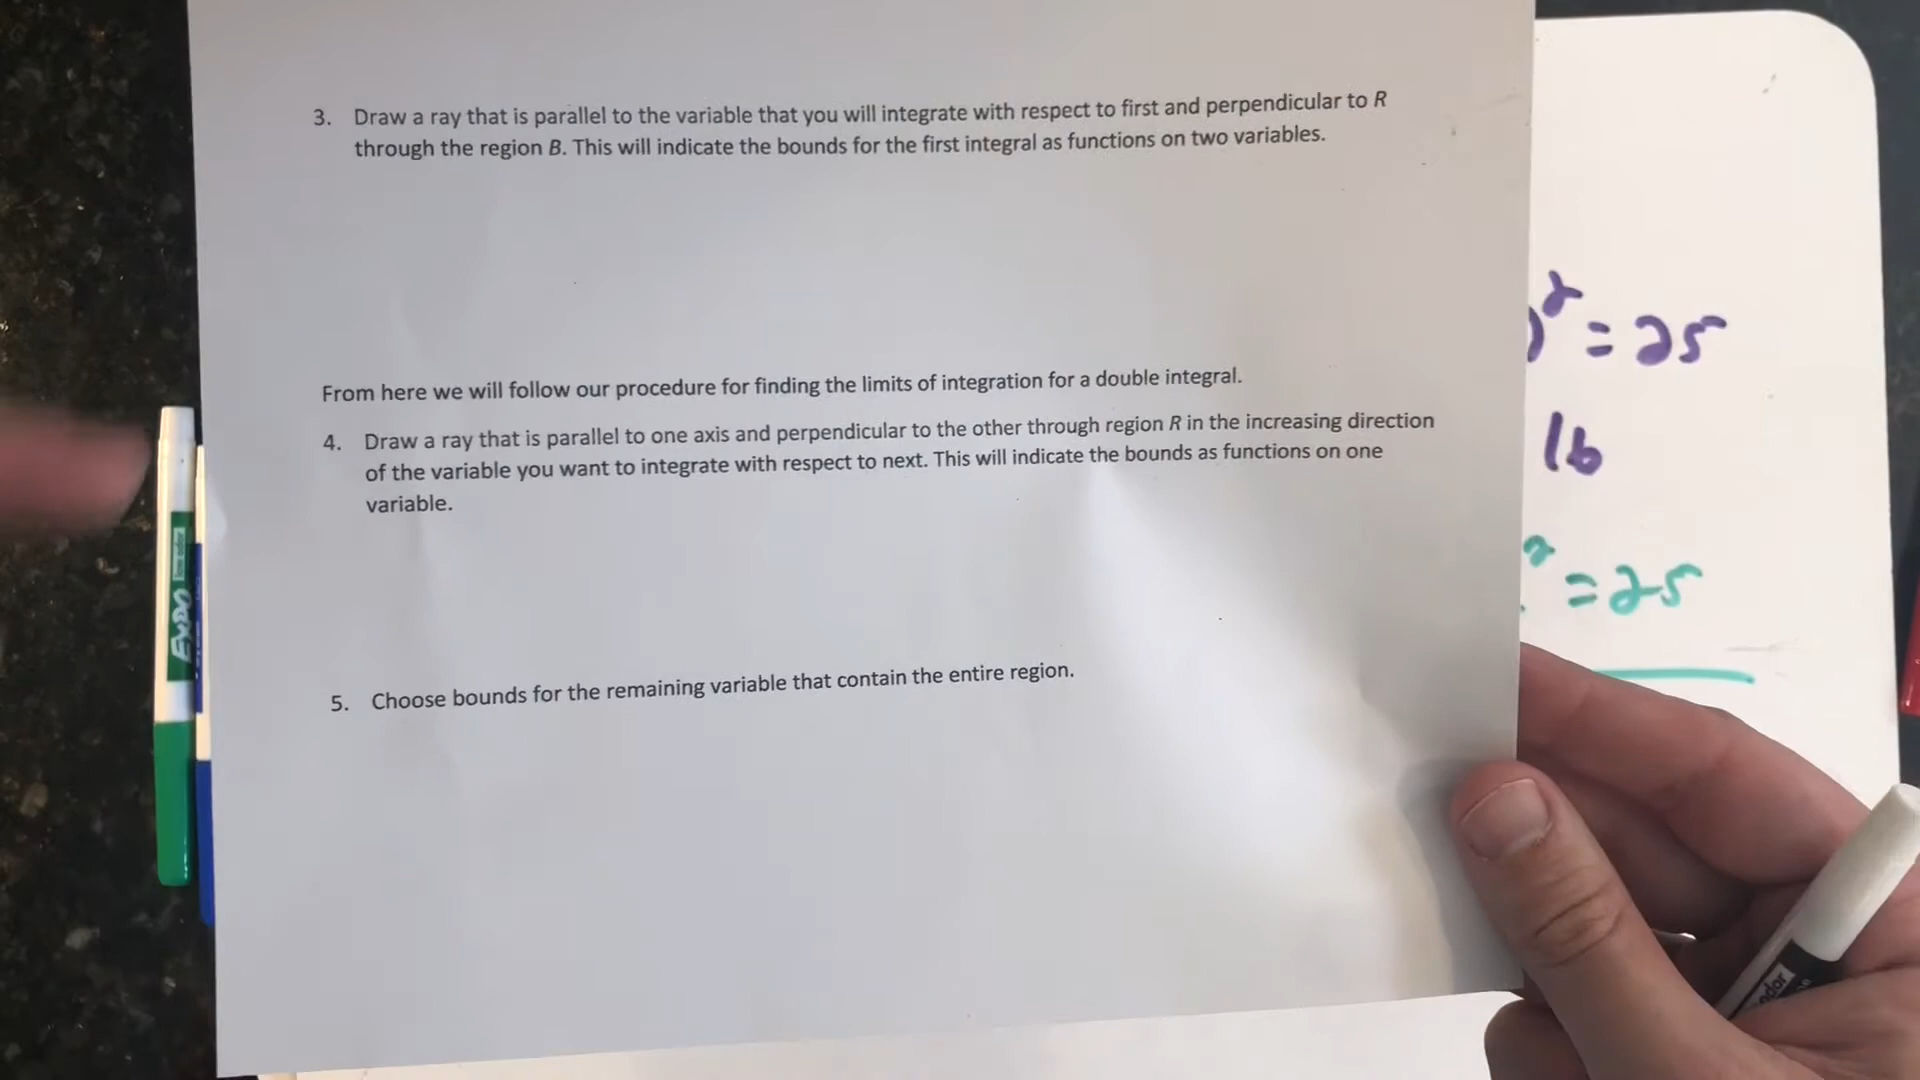 3. Draw a ray that is parallel to the variable that you will integrate with respect to first and perpendicular to R
through the region B. This will indicate the bounds for the first integral as functions on two variables.
)² = 25
From here we will follow our procedure for finding the limits of integration for a double integral.
4. Draw a ray that is parallel to one axis and perpendicular to the other through region R in the increasing direction
of the variable you want to integrate with respect to next. This will indicate the bounds as functions on one
variable.
16
² = 25
EXPO
5. Choose bounds for the remaining variable that contain the entire region.
odor